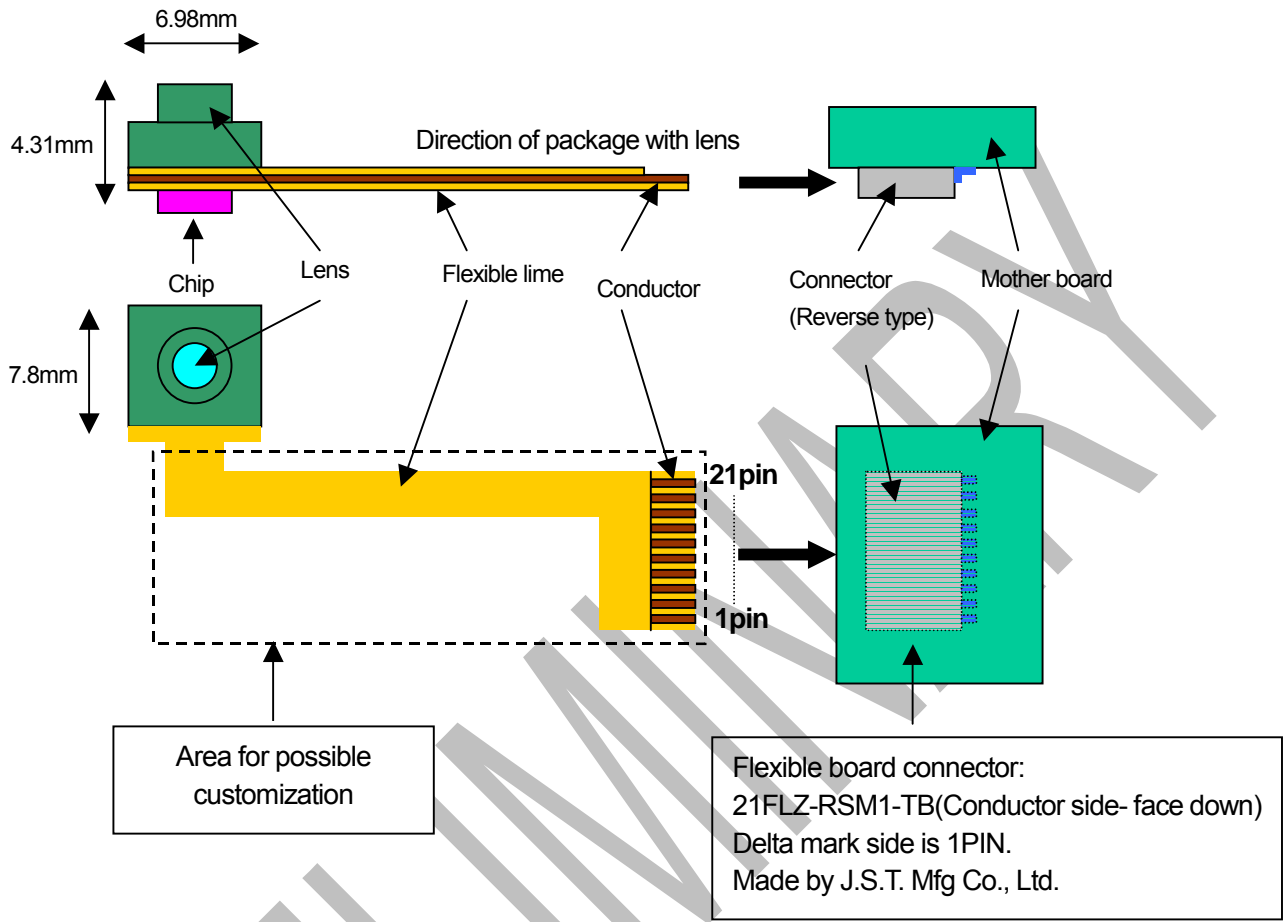 6.98mm
4.31mm
Direction of package with lens
Chip
Lens
Flexible lime
Conductor
Connector
(Reverse type)
Mother board
7.8mm
21pin
1pin
Area for possible
customization
Flexible board connector:
21FLZ-RSM1-TB(Conductor side- face down)
Delta mark side is 1PIN.
Made by J.S.T. Mfg Co., Ltd.